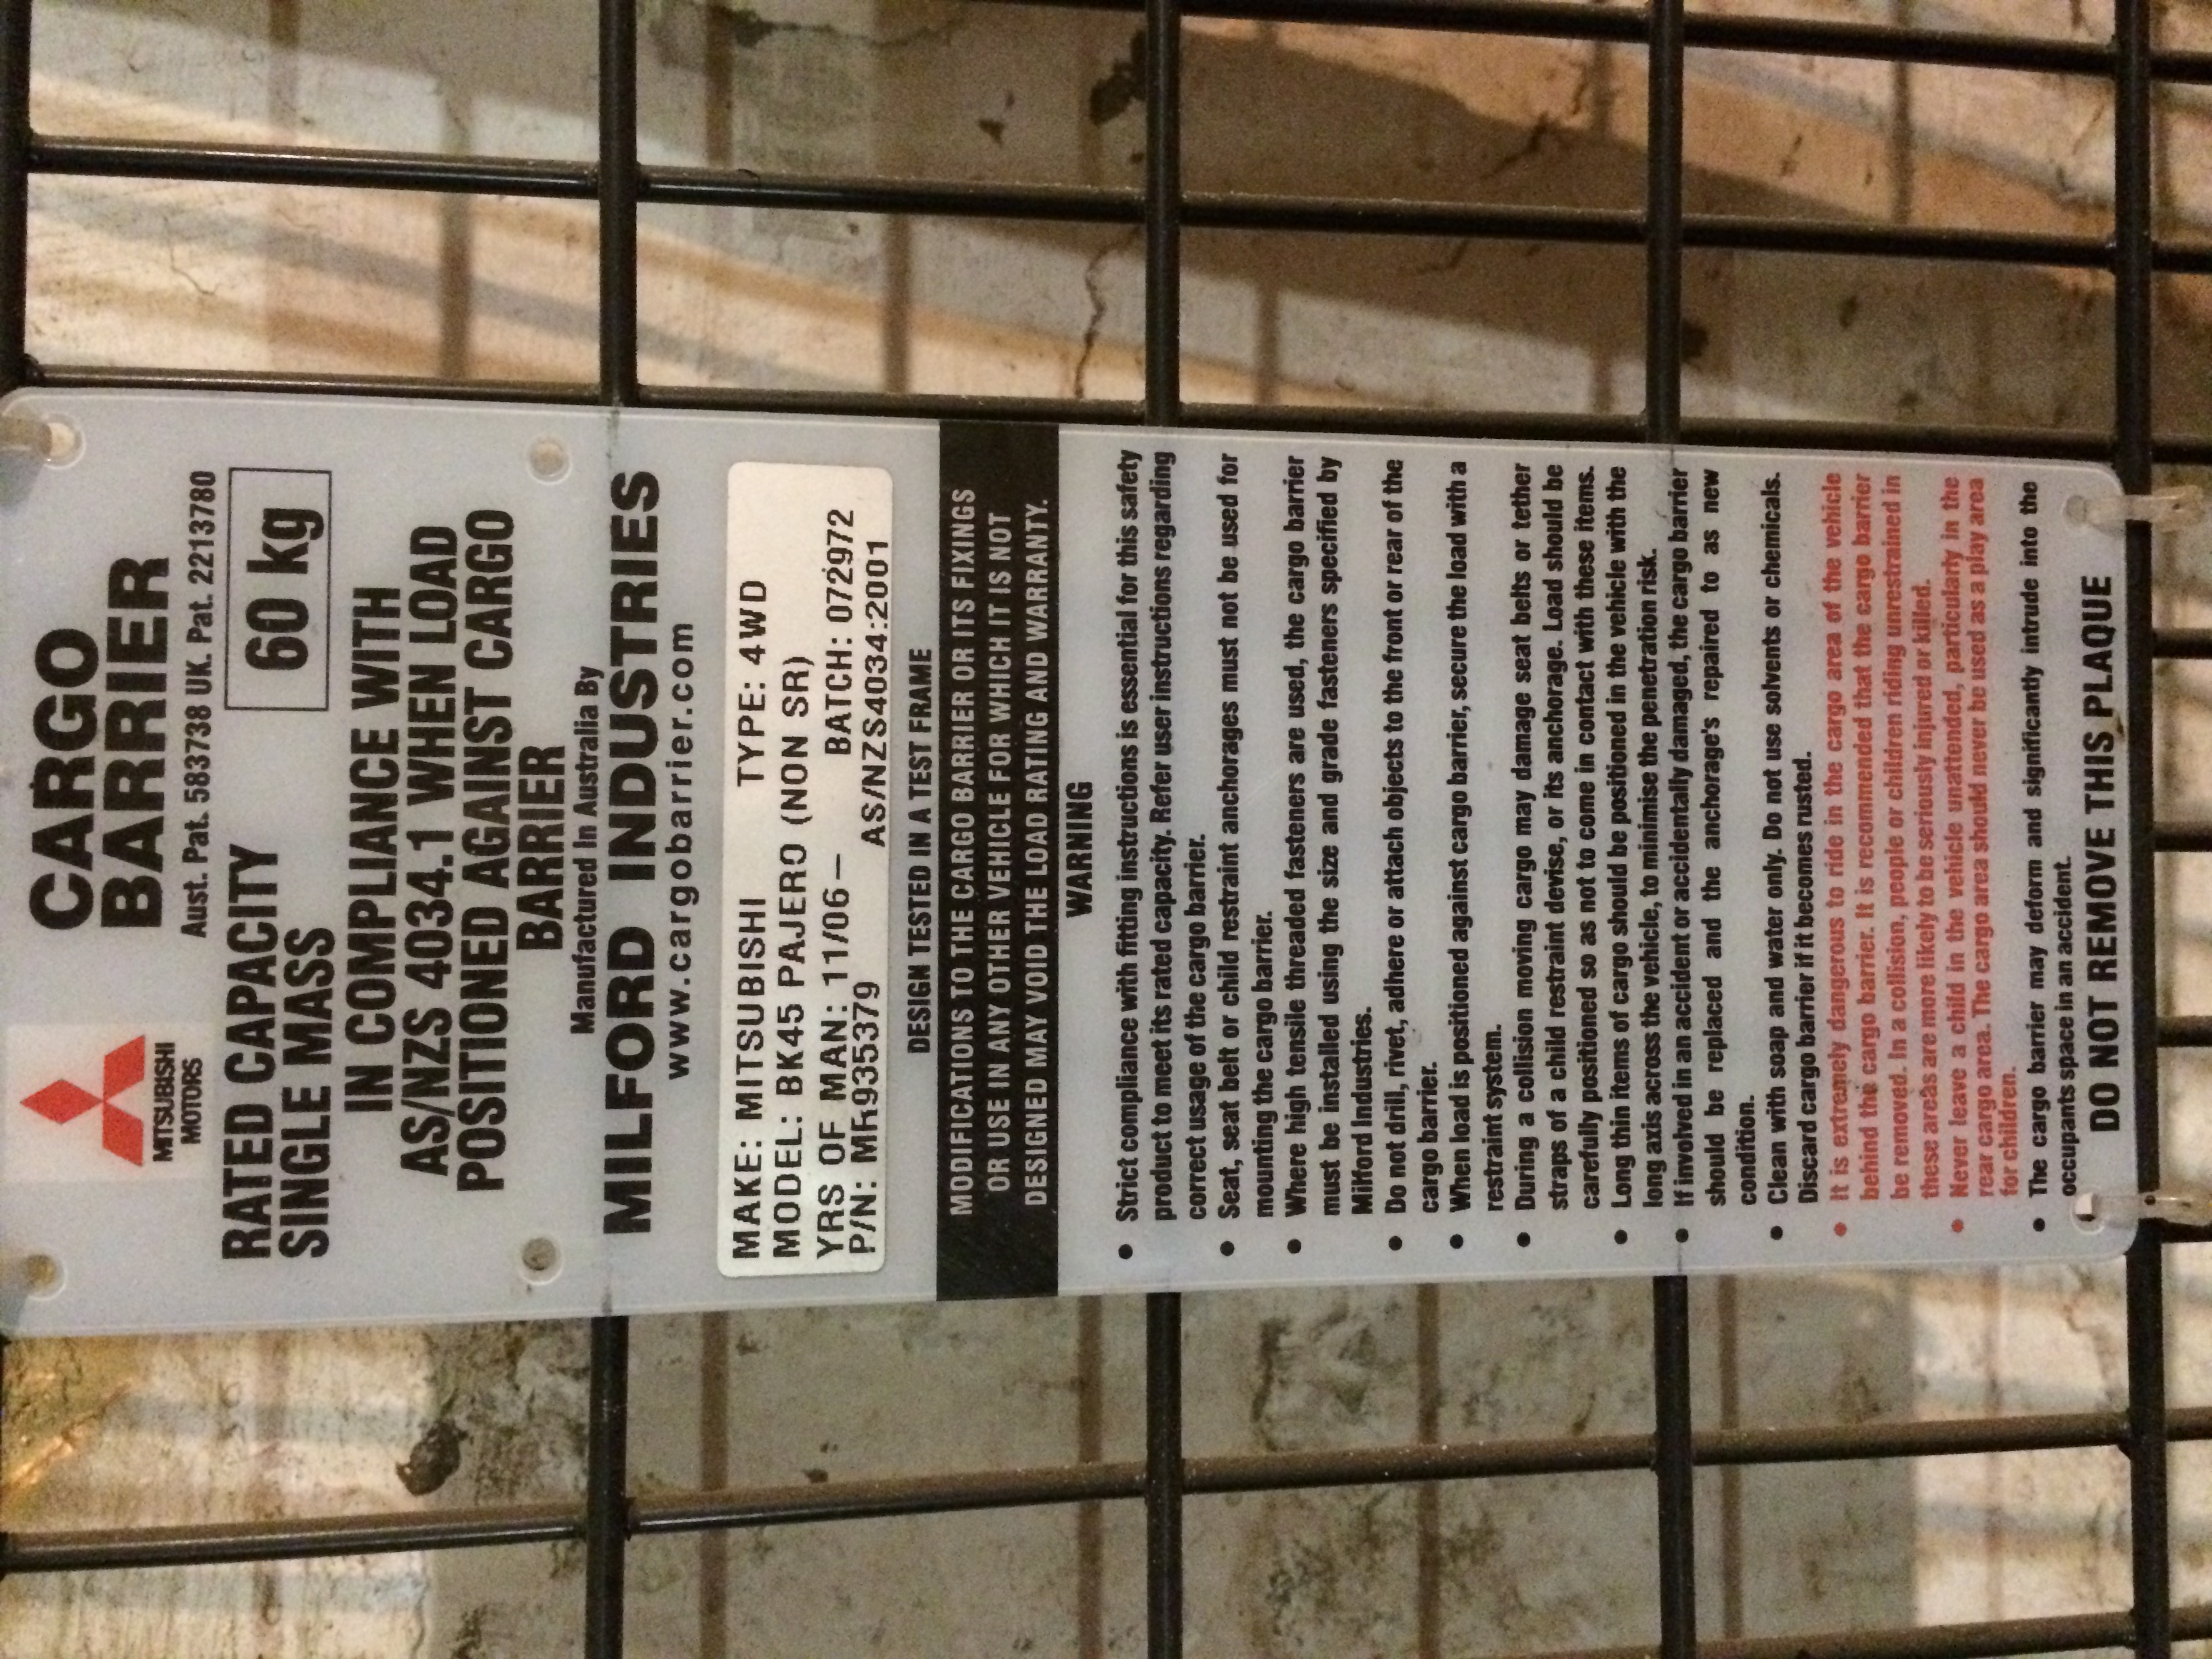 MITSUBISHI
MOTORS
CARGO
BARRIER
Aust. Pat. 583738 UK. Pat. 2213780
RATED CAPACITY
SINGLE MASS
60 kg
IN COMPLIANCE WITH
AS/NZS 4034.1 WHEN LOAD
POSITIONED AGAINST CARGO
BARRIER
Manufactured In Australia By
MILFORD INDUSTRIES
www.cargobarrier.com
MAKE: MITSUBISHI TYPE: 4WD
MODEL: BK45 PAJERO (NON SR)
YRS OF MAN: 11/06– BATCH: 072972
P/N: MR935379 AS/NZS4034:2001
DESIGN TESTED IN A TEST FRAME
MODIFICATIONS TO THE CARGO BARRIER OR ITS FIXINGS
OR USE IN ANY OTHER VEHICLE FOR WHICH IT IS NOT
DESIGNED MAY VOID THE LOAD RATING AND WARRANTY.
WARNING
• Strict compliance with fitting instructions is essential for this safety
product to meet its rated capacity. Refer user instructions regarding
correct usage of the cargo barrier.
• Seat, seat belt or child restraint anchorages must not be used for
mounting the cargo barrier.
• Where high tensile threaded fasteners are used, the cargo barrier
must be installed using the size and grade fasteners specified by
Milford Industries.
• Do not drill, rivet, adhere or attach objects to the front or rear of the
cargo barrier.
• When load is positioned against cargo barrier, secure the load with a
restraint system.
• During a collision moving cargo may damage seat belts or tether
straps of a child restraint devise, or its anchorage. Load should be
carefully positioned so as not to come in contact with these items.
• Long thin items of cargo should be positioned in the vehicle with the
long axis across the vehicle, to minimise the penetration risk.
• If involved in an accident or accidentally damaged, the cargo barrier
should be replaced and the anchorage's repaired to as new
condition.
• Clean with soap and water only. Do not use solvents or chemicals.
Discard cargo barrier if it becomes rusted.
• It is extremely dangerous to ride in the cargo area of the vehicle
behind the cargo barrier. It is recommended that the cargo barrier
be removed. In a collision, people or children riding unrestrained in
these areas are more likely to be seriously injured or killed.
• Never leave a child in the vehicle unattended, particularly in the
rear cargo area. The cargo area should never be used as a play area
for children.
• The cargo barrier may deform and significantly intrude into the
occupants space in an accident.
DO NOT REMOVE THIS PLAQUE